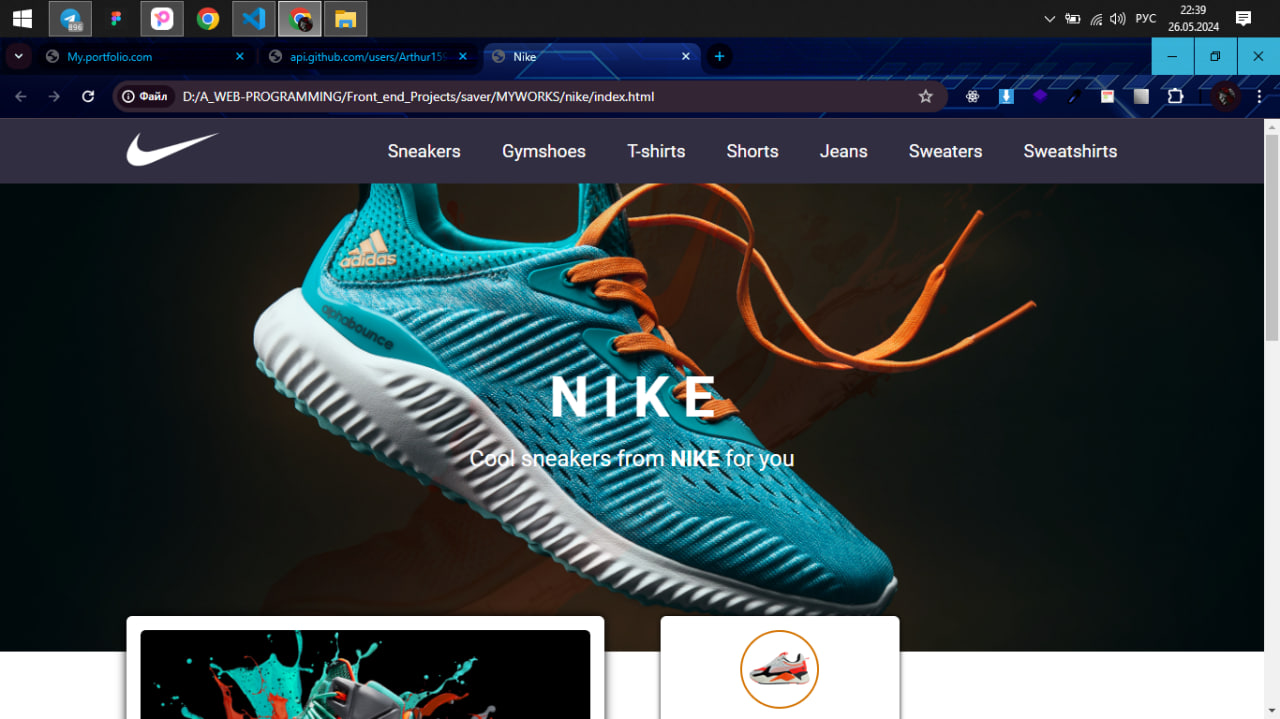 896
РУС
22:39
26.05.2024
My.portfolio.com
api.github.com/users/Arthur159
Nike
Файл
D:/A_WEB-PROGRAMMING/Front_end_Projects/saver/MYWORKS/nike/index.html
Sneakers
Gymshoes
T-shirts
Shorts
Jeans
Sweaters
Sweatshirts
adidas
alphabounce
NIKE
Cool sneakers from NIKE for you